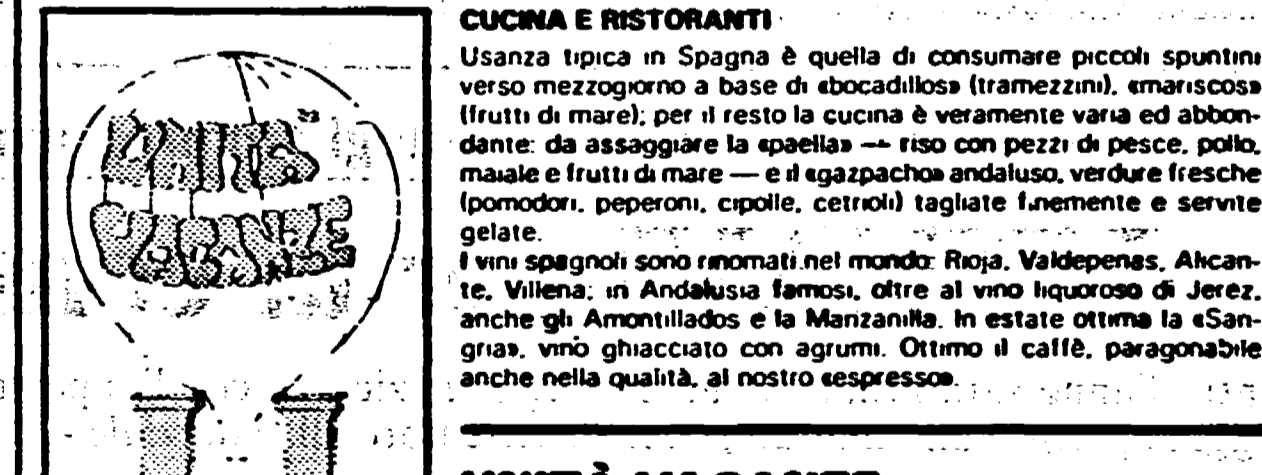 CUCINA E RISTORANTI
Usanza tipica in Spagna è quella di consumare piccoli spuntini
verso mezzogiorno a base di «bocadillos» (tramezzini), «mariscos»
(frutti di mare); per il resto la cucina è veramente varia ed abbon-
dante: da assaggiare la «paella» — riso con pezzi di pesce, pollo,
maiale e frutti di mare — e il «gazpacho» andaluso, verdure fresche
(pomodori, peperoni, cipolle, cetrioli) tagliate finemente e servite
gelate.
I vini spagnoli sono rinomati nel mondo: Rioja, Valdepenas, Alican-
te, Villena; in Andalusia famosi, oltre al vino liquoroso di Jerez,
anche gli Amontillados e la Manzanilla. In estate ottima la «San-
gria», vino ghiacciato con agrumi. Ottimo il caffè, paragonabile
anche nella qualità, al nostro «espresso».